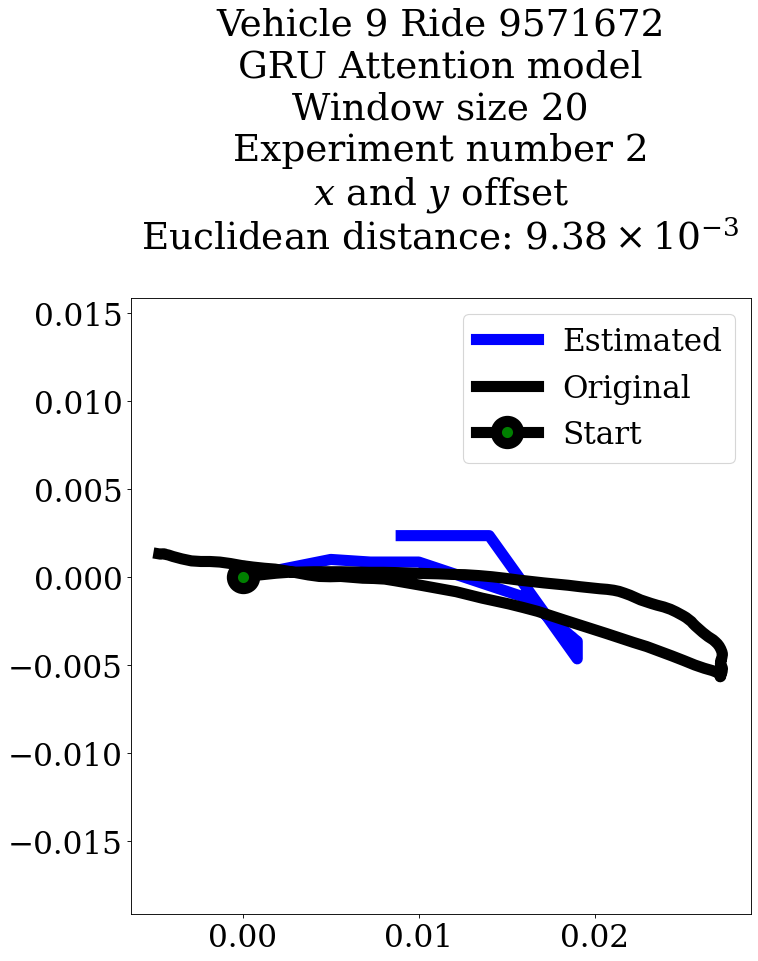 Vehicle 9 Ride 9571672
GRU Attention model
Window size 20
Experiment number 2
x and y offset
Euclidean distance: 9.38 × 10⁻³
Estimated
Original
Start
0.015
0.010
0.005
0.000
−0.005
−0.010
−0.015
0.00 0.01 0.02